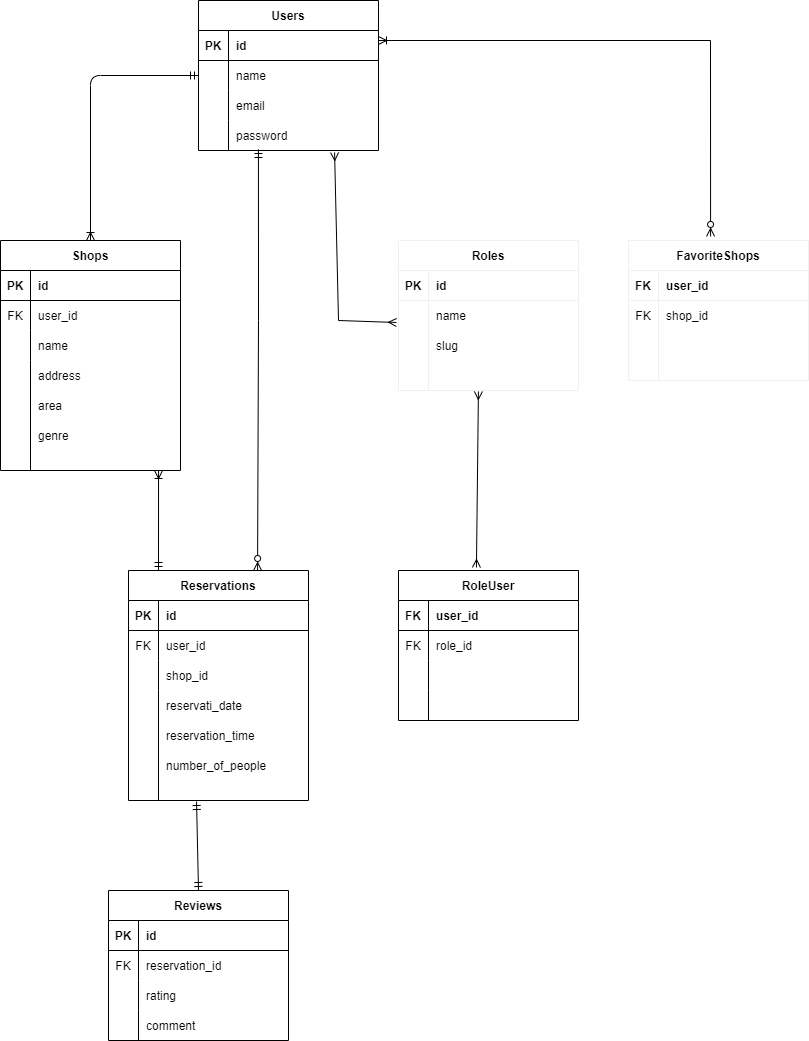 Users
PK id
name
email
password
Shops
PK id
FK user_id
name
address
area
genre
Roles
PK id
name
slug
FavoriteShops
FK user_id
FK shop_id
Reservations
PK id
FK user_id
shop_id
reservati_date
reservation_time
number_of_people
RoleUser
FK user_id
FK role_id
Reviews
PK id
FK reservation_id
rating
comment